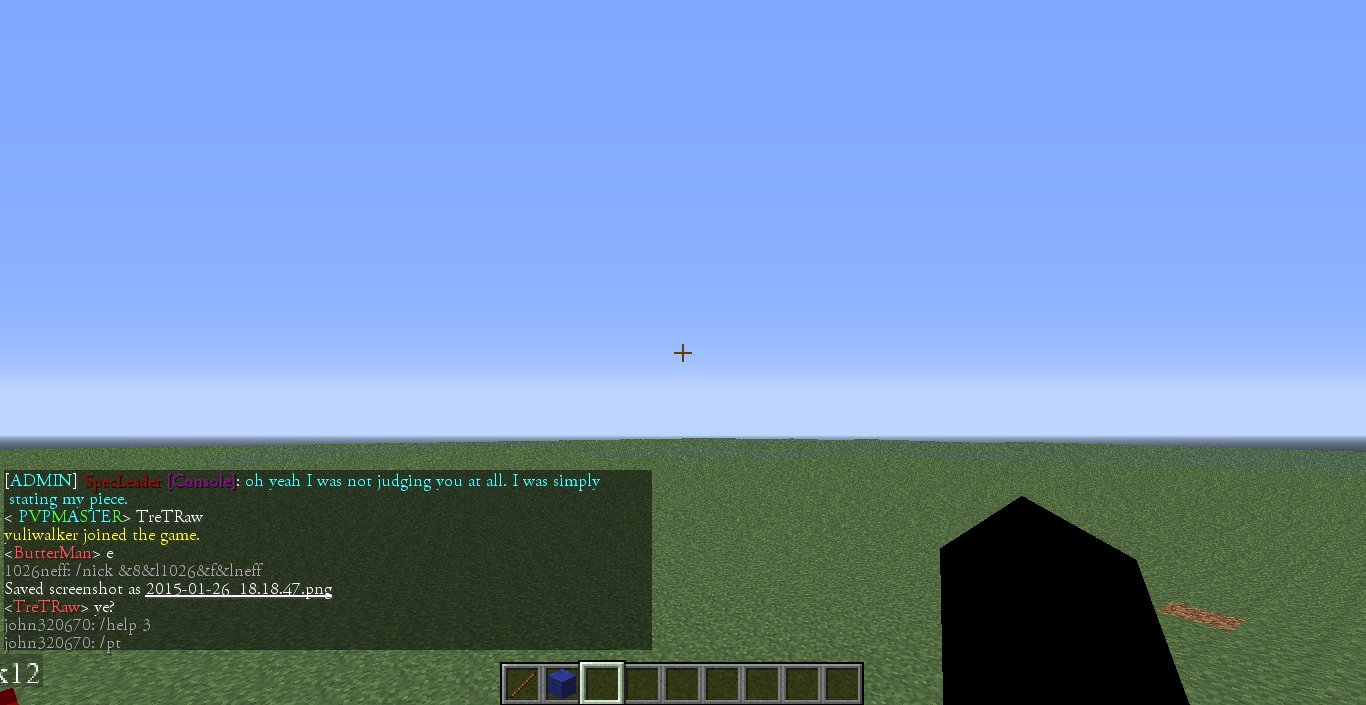 [ADMIN] SpecLeader [Console]: oh yeah I was not judging you at all. I was simply
stating my piece.
< PVPMASTER> TreTRaw
yuliwalker joined the game.
<ButterMan> e
1026neff: /nick &8&l1026&f&lneff
Saved screenshot as 2015-01-26_18.18.47.png
<TreTRaw> ye?
john320670: /help 3
john320670: /pt
x12